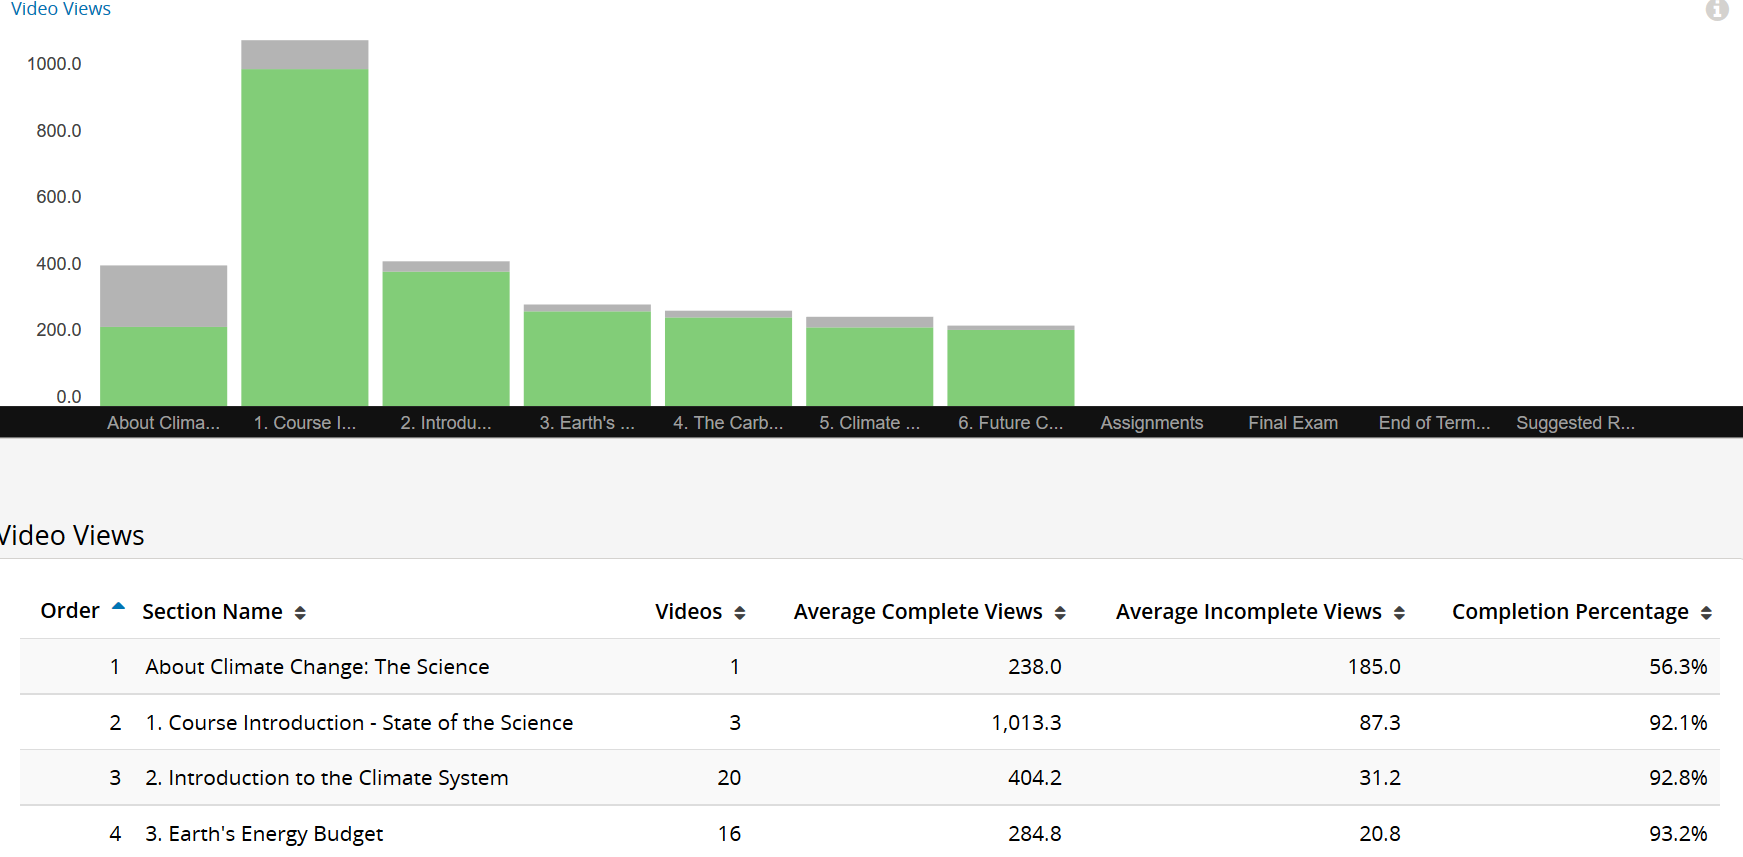 Video Views
1000.0
800.0
600.0
400.0
200.0
0.0
About Clima... 1. Course I... 2. Introdu... 3. Earth's ... 4. The Carb... 5. Climate ... 6. Future C... Assignments Final Exam End of Term... Suggested R...
Video Views
Order Section Name Videos Average Complete Views Average Incomplete Views Completion Percentage
1 About Climate Change: The Science 1 238.0 185.0 56.3%
2 1. Course Introduction - State of the Science 3 1,013.3 87.3 92.1%
3 2. Introduction to the Climate System 20 404.2 31.2 92.8%
4 3. Earth's Energy Budget 16 284.8 20.8 93.2%